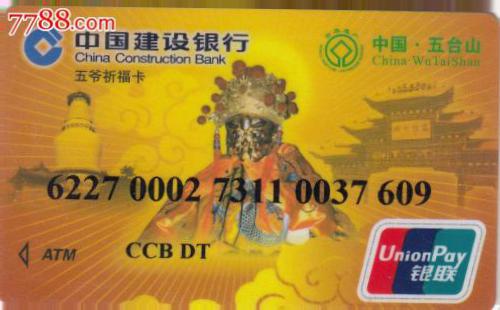 7788.com
中国建设银行
China Construction Bank
五爷祈福卡
中国·五台山
China·WuTaiShan
6227 0002 7311 0037 609
ATM
CCB DT
UnionPay
银联